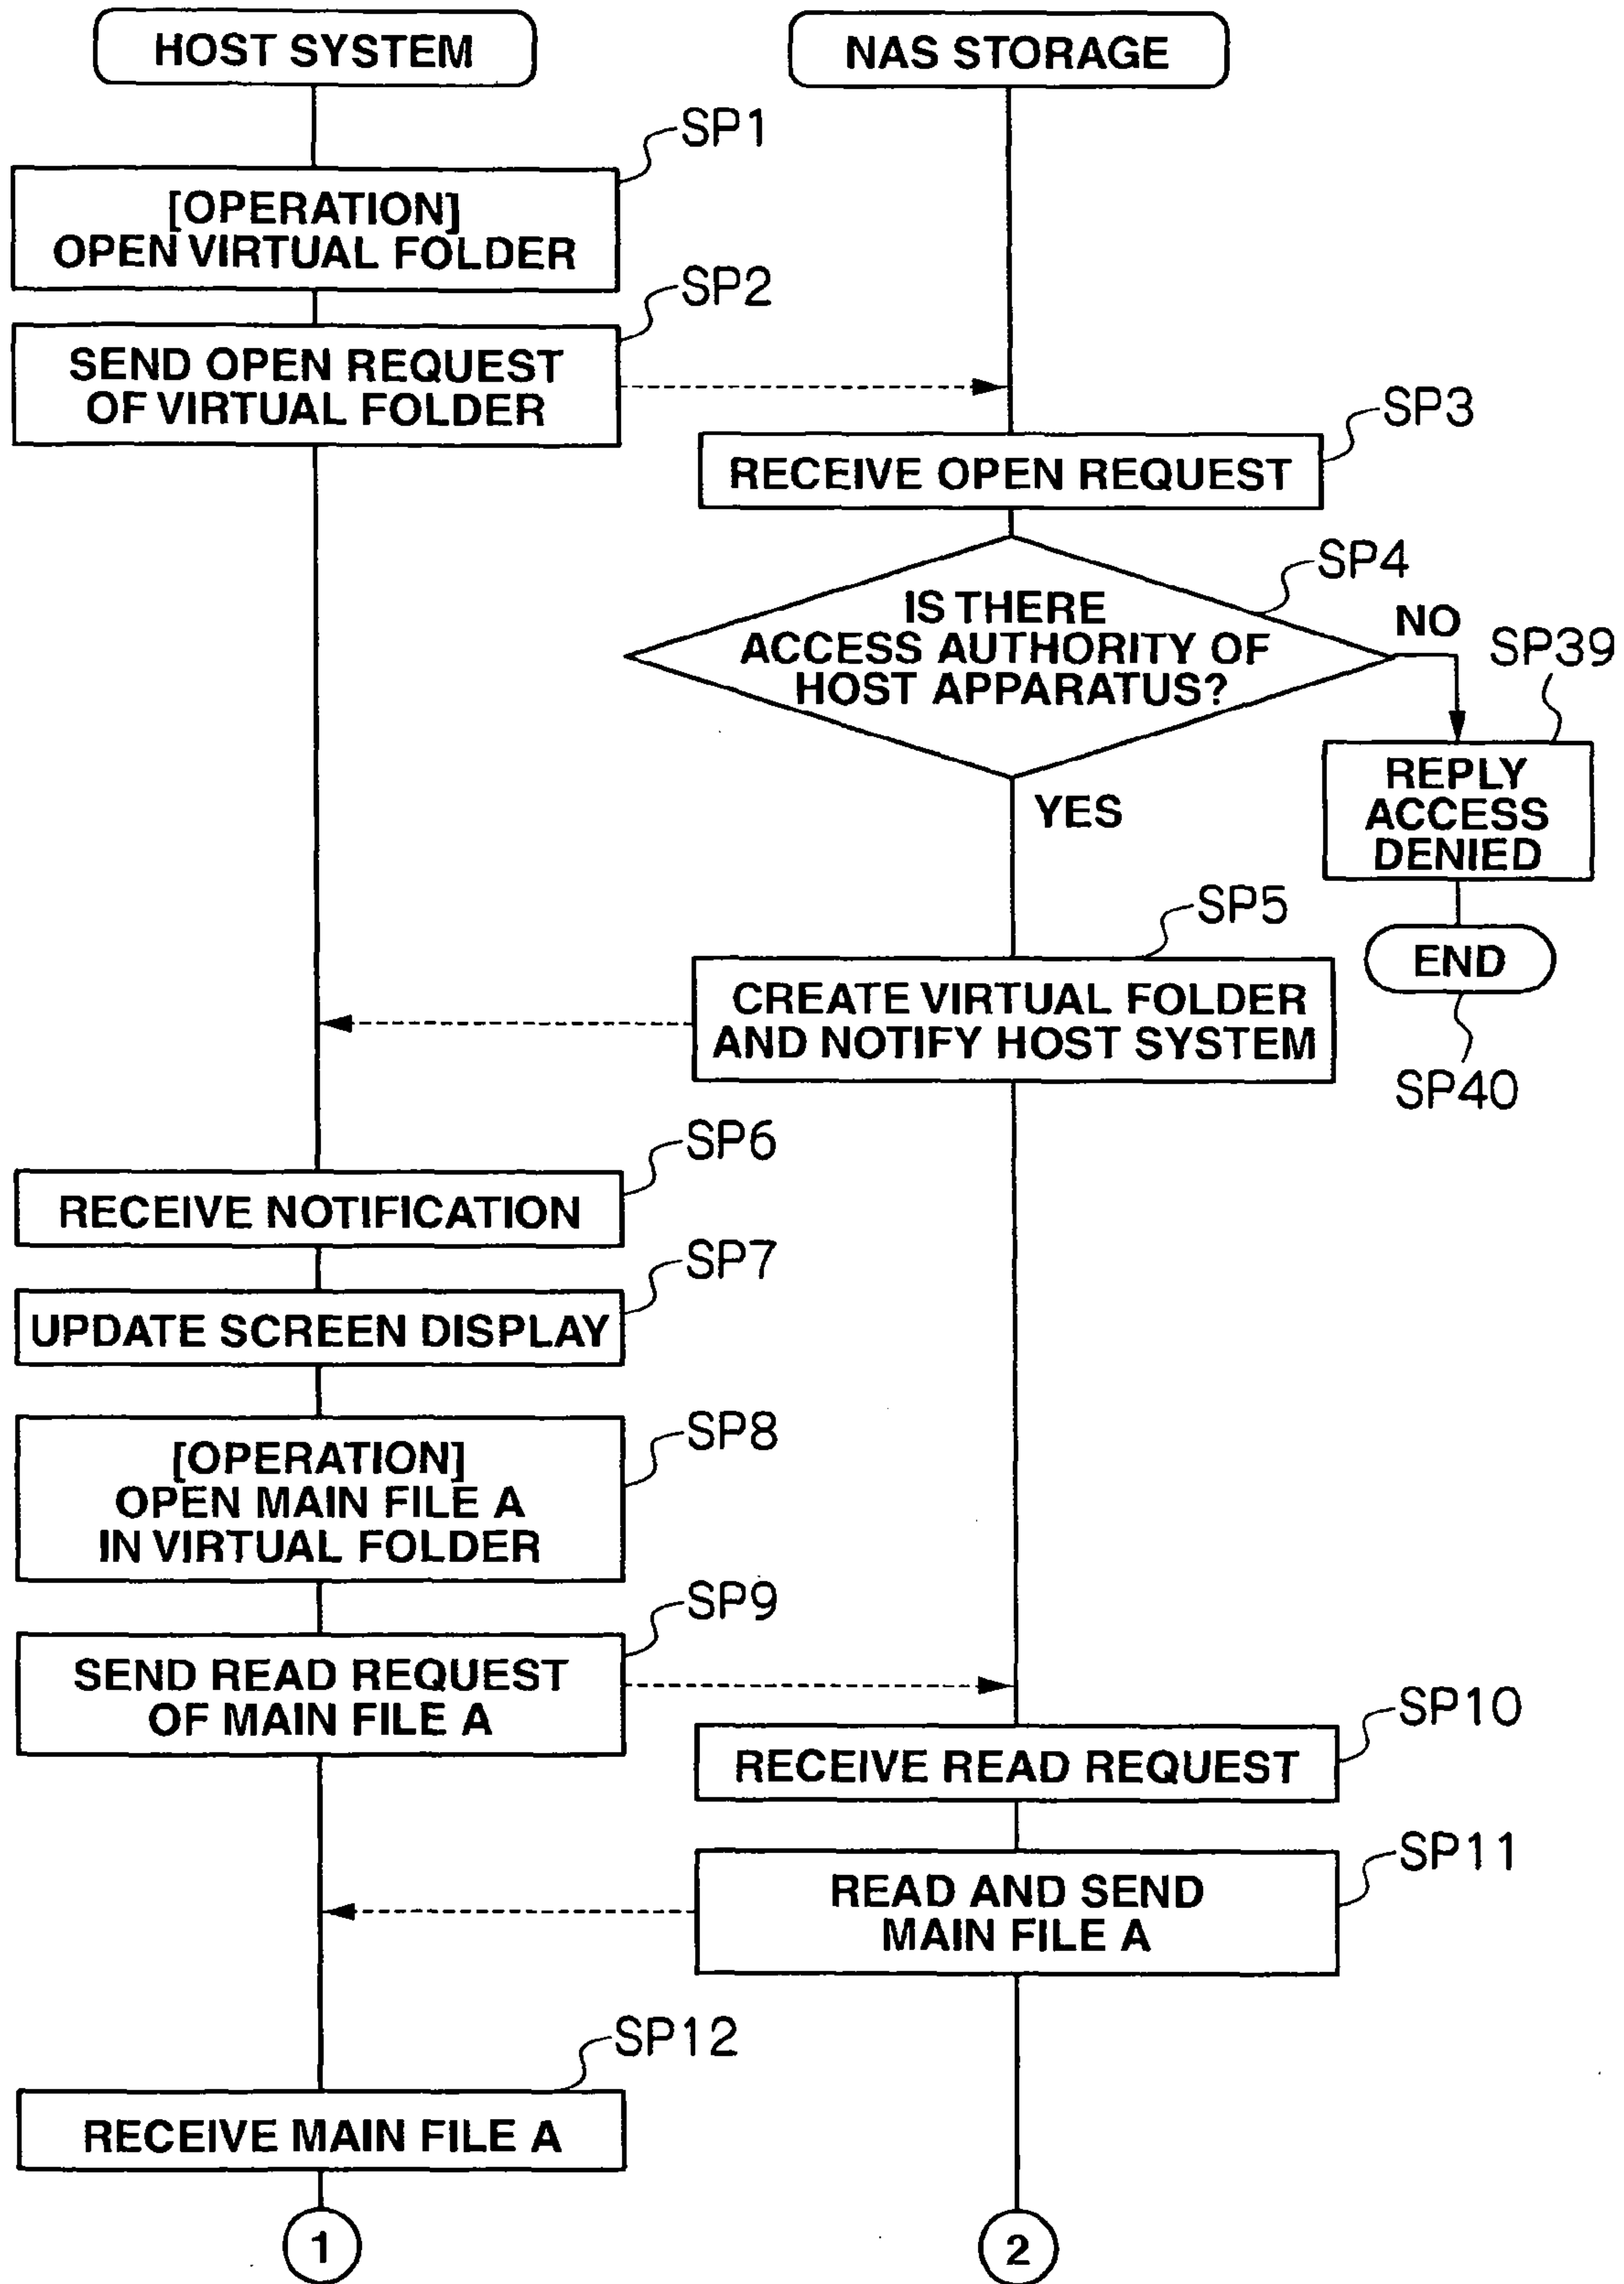 HOST SYSTEM
NAS STORAGE
SP1
[OPERATION]
OPEN VIRTUAL FOLDER
SP2
SEND OPEN REQUEST
OF VIRTUAL FOLDER
SP3
RECEIVE OPEN REQUEST
SP4
IS THERE
ACCESS AUTHORITY OF
HOST APPARATUS?
NO
SP39
REPLY
ACCESS
DENIED
YES
END
SP40
SP5
CREATE VIRTUAL FOLDER
AND NOTIFY HOST SYSTEM
SP6
RECEIVE NOTIFICATION
SP7
UPDATE SCREEN DISPLAY
SP8
[OPERATION]
OPEN MAIN FILE A
IN VIRTUAL FOLDER
SP9
SEND READ REQUEST
OF MAIN FILE A
SP10
RECEIVE READ REQUEST
SP11
READ AND SEND
MAIN FILE A
SP12
RECEIVE MAIN FILE A
1
2